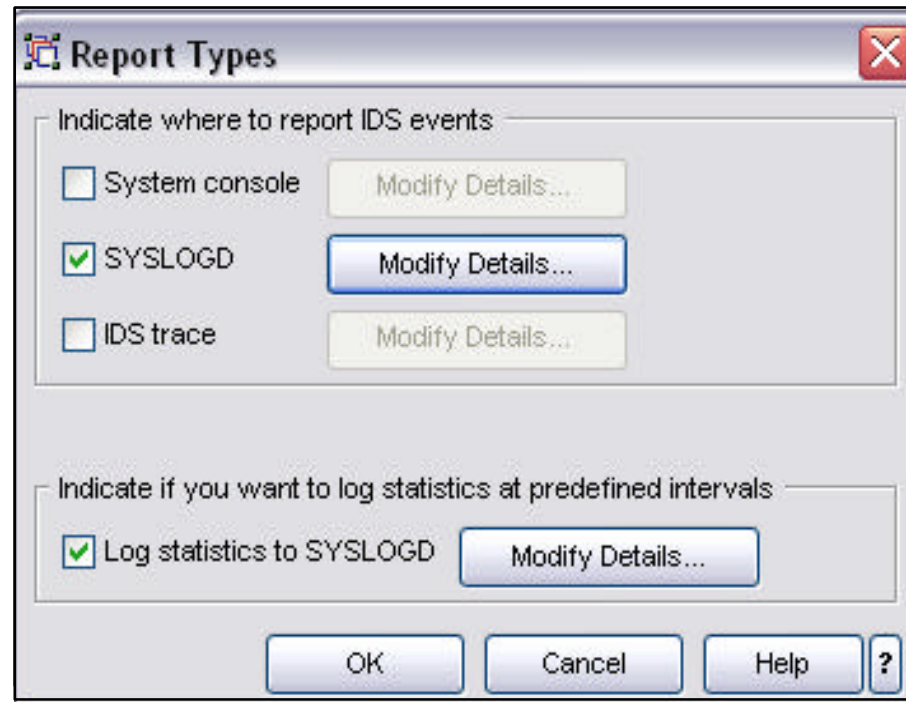 Report Types
Indicate where to report IDS events
System console Modify Details...
SYSLOGD Modify Details...
IDS trace Modify Details...
Indicate if you want to log statistics at predefined intervals
Log statistics to SYSLOGD Modify Details...
OK Cancel Help ?